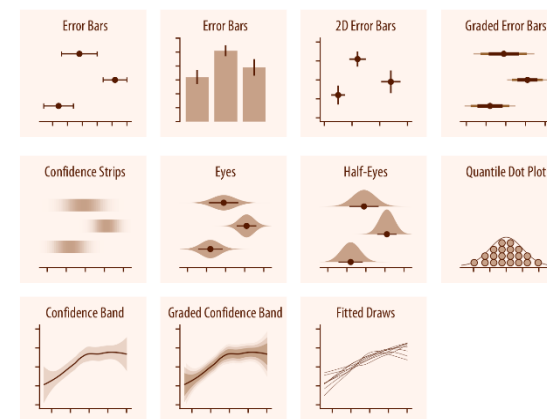 Error Bars
Error Bars
2D Error Bars
Graded Error Bars
Confidence Strips
Eyes
Half-Eyes
Quantile Dot Plot
Confidence Band
Graded Confidence Band
Fitted Draws